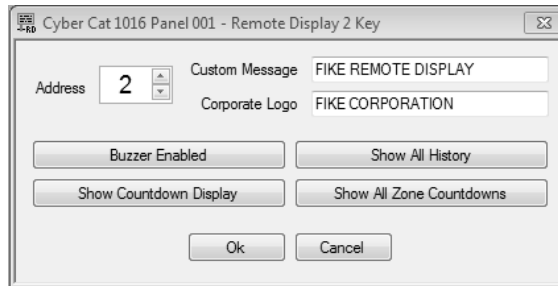 Cyber Cat 1016 Panel 001 - Remote Display 2 Key
Address 2
Custom Message FIKE REMOTE DISPLAY
Corporate Logo FIKE CORPORATION
Buzzer Enabled Show All History
Show Countdown Display Show All Zone Countdowns
Ok Cancel